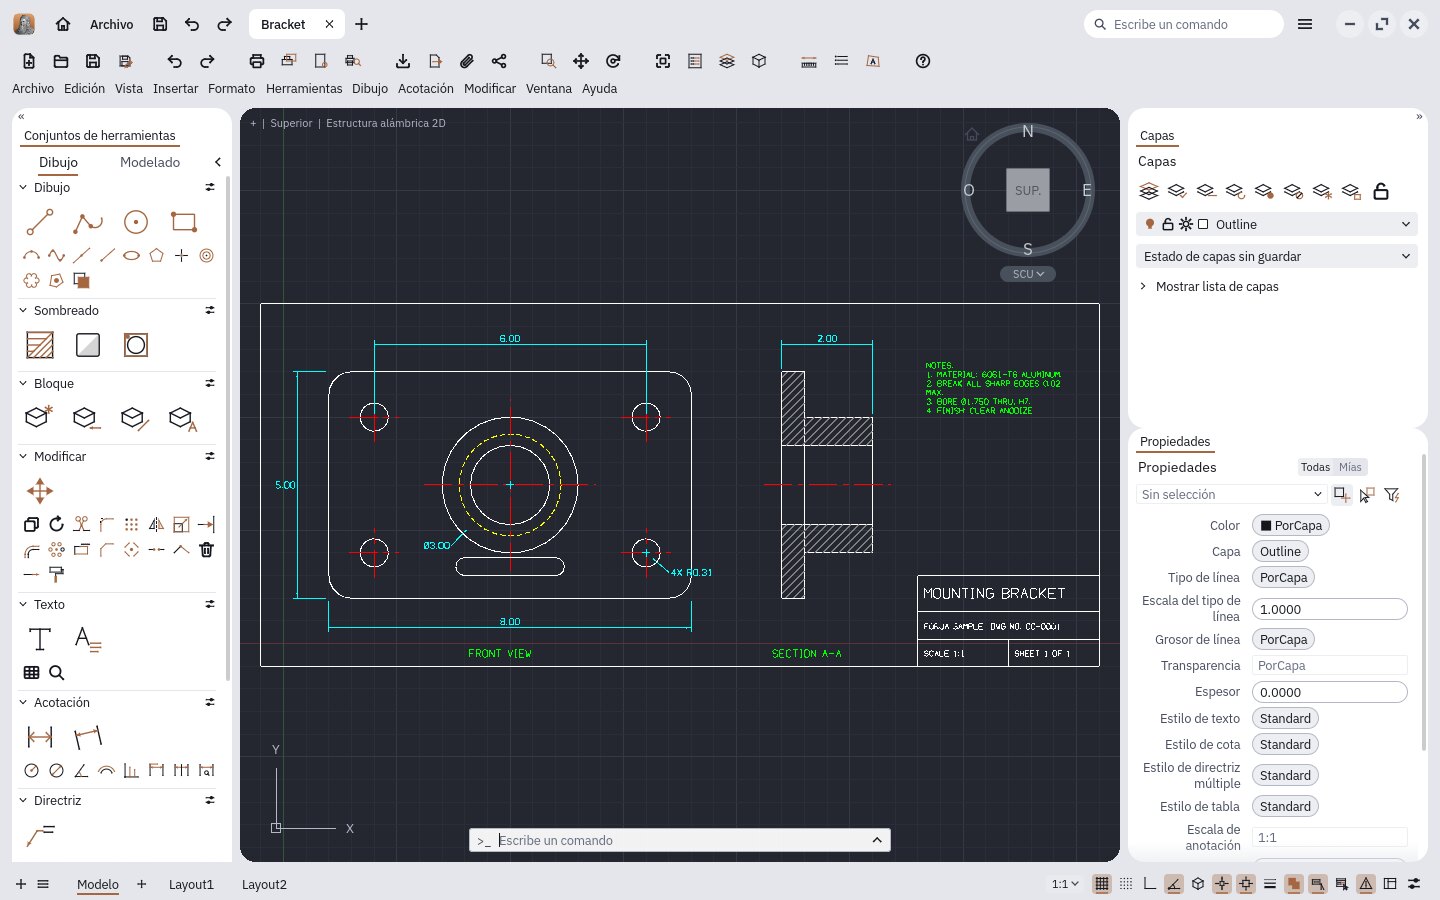 Archivo
Bracket
Escribe un comando
Archivo Edición Vista Insertar Formato Herramientas Dibujo Acotación Modificar Ventana Ayuda
Conjuntos de herramientas
Dibujo Modelado
Dibujo
Sombreado
Bloque
Modificar
Texto
Acotación
Directriz
+ | Superior | Estructura alámbrica 2D
N
O SUP. E
S
SCU
6.00
2.00
5.00
Ø3.00
4X R0.31
8.00
FRONT VIEW
SECTION A-A
NOTES:
1. MATERIAL: 6061-T6 ALUMINUM.
2. BREAK ALL SHARP EDGES 0.02
MAX.
3. BORE Ø1.750 THRU, H7.
4. FINISH: CLEAR ANODIZE
MOUNTING BRACKET
FORJA SAMPLE DWG NO. CC-0001
SCALE 1:1 SHEET 1 OF 1
Y
X
>_ Escribe un comando
Capas
Capas
Outline
Estado de capas sin guardar
Mostrar lista de capas
Propiedades
Propiedades Todas Mías
Sin selección
Color PorCapa
Capa Outline
Tipo de línea PorCapa
Escala del tipo de línea 1.0000
Grosor de línea PorCapa
Transparencia PorCapa
Espesor 0.0000
Estilo de texto Standard
Estilo de cota Standard
Estilo de directriz múltiple Standard
Estilo de tabla Standard
Escala de anotación 1:1
Modelo Layout1 Layout2
1:1